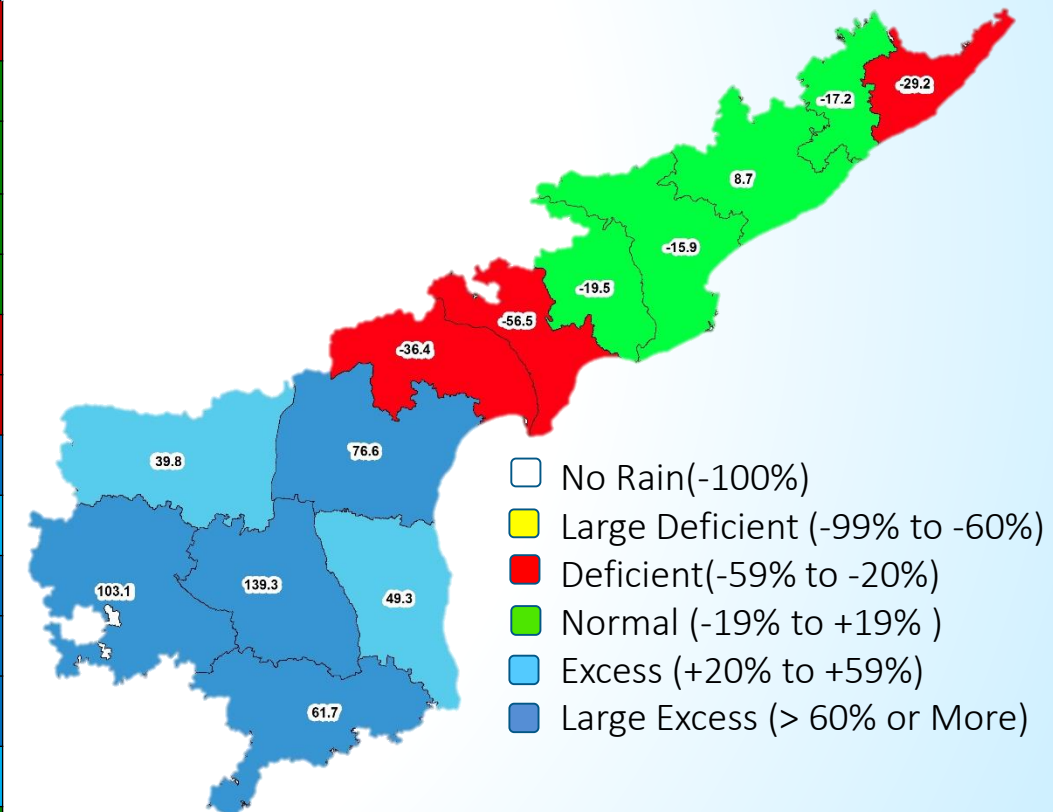 -29.2
-17.2
8.7
-15.9
-19.5
-56.5
-36.4
76.6
39.8
139.3
103.1
49.3
61.7
No Rain(-100%)
Large Deficient (-99% to -60%)
Deficient(-59% to -20%)
Normal (-19% to +19% )
Excess (+20% to +59%)
Large Excess (> 60% or More)